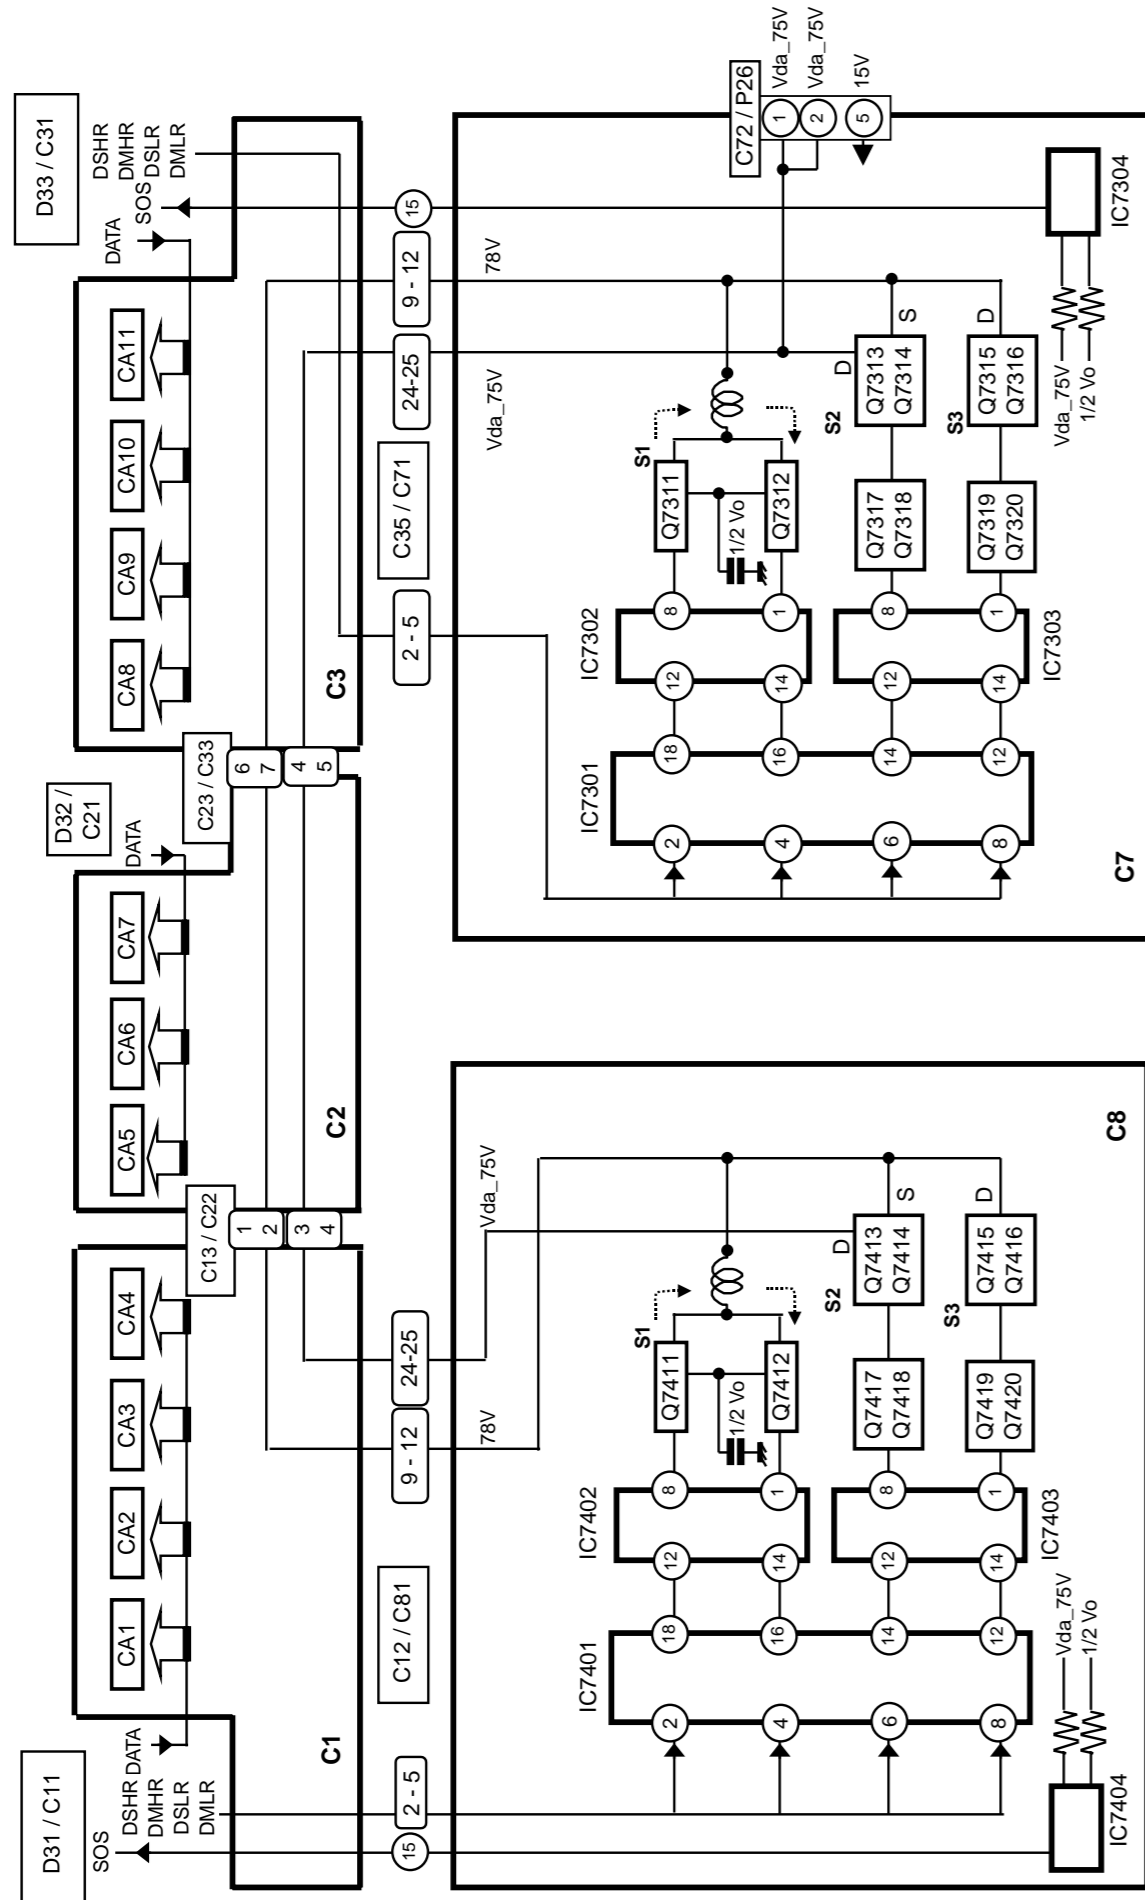 D31 / C11
SOS
DSHR
DMHR
DSLR
DMLR
DATA
CA1
CA2
CA3
CA4
C1
C13 / C22
1
2
3
4
CA5
CA6
CA7
D32 /
C21
DATA
C2
C23 / C33
6
7
4
5
CA8
CA9
CA10
CA11
DATA
SOS
D33 / C31
DSHR
DMHR
DSLR
DMLR
C3
15
2 - 5
C12 / C81
9 - 12
24-25
78V
Vda_75V
2 - 5
C35 / C71
24-25
9 - 12
15
Vda_75V
78V
IC7401
2
4
6
8
18
16
14
12
IC7402
12
14
8
1
IC7403
12
14
8
1
Q7411
Q7412
1/2 Vo
S1
Q7417
Q7418
Q7413
Q7414
S2
D
S
Q7419
Q7420
Q7415
Q7416
S3
D
IC7404
Vda_75V
1/2 Vo
C8
IC7301
2
4
6
8
18
16
14
12
IC7302
12
14
8
1
IC7303
12
14
8
1
Q7311
Q7312
1/2 Vo
S1
Q7317
Q7318
Q7313
Q7314
S2
D
S
Q7319
Q7320
Q7315
Q7316
S3
D
Vda_75V
1/2 Vo
IC7304
C72 / P26
1
2
5
Vda_75V
Vda_75V
15V
C7